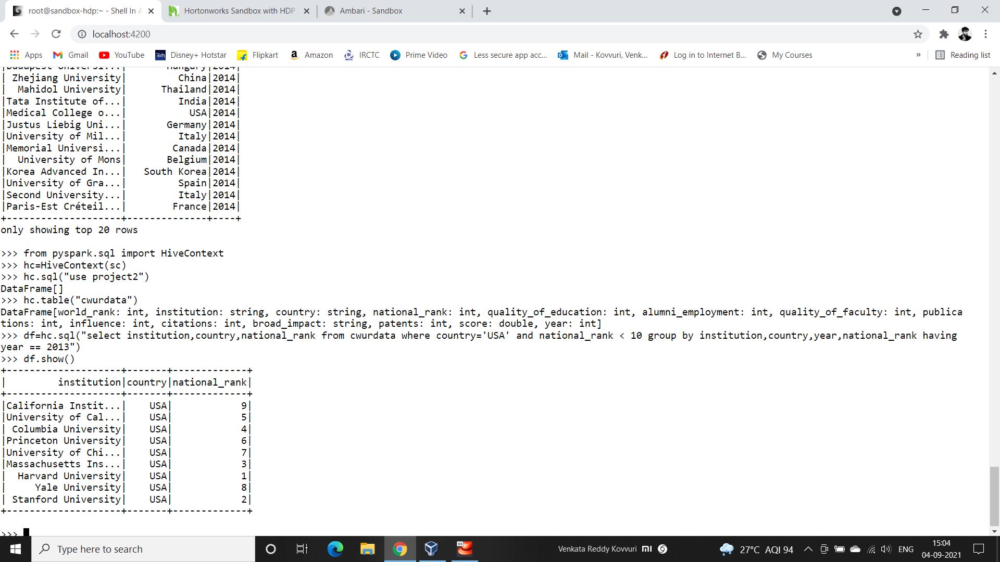 root@sandbox-hdp:~ - Shell In A
Hortonworks Sandbox with HDP
Ambari - Sandbox
localhost:4200
Apps
Gmail
YouTube
Disney+ Hotstar
Flipkart
Amazon
IRCTC
Prime Video
Less secure app acc...
Mail - Kovvuri, Venk...
Log in to Internet B...
My Courses
»
Reading list
|Budapest Universi...|       Hungary|2014|
| Zhejiang University|         China|2014|
|  Mahidol University|      Thailand|2014|
|Tata Institute of...|         India|2014|
|Medical College o...|           USA|2014|
|Justus Liebig Uni...|       Germany|2014|
|University of Mil...|         Italy|2014|
|Memorial Universi...|        Canada|2014|
|  University of Mons|       Belgium|2014|
|Korea Advanced In...|   South Korea|2014|
|University of Gra...|         Spain|2014|
|Second University...|         Italy|2014|
|Paris-Est Créteil...|        France|2014|
+--------------------+--------------+----+
only showing top 20 rows
>>> from pyspark.sql import HiveContext
>>> hc=HiveContext(sc)
>>> hc.sql("use project2")
DataFrame[]
>>> hc.table("cwurdata")
DataFrame[world_rank: int, institution: string, country: string, national_rank: int, quality_of_education: int, alumni_employment: int, quality_of_faculty: int, publica
tions: int, influence: int, citations: int, broad_impact: string, patents: int, score: double, year: int]
>>> df=hc.sql("select institution,country,national_rank from cwurdata where country='USA' and national_rank < 10 group by institution,country,year,national_rank having
year == 2013")
>>> df.show()
+--------------------+-------+-------------+
|         institution|country|national_rank|
+--------------------+-------+-------------+
|California Instit...|    USA|            9|
|University of Cal...|    USA|            5|
| Columbia University|    USA|            4|
|Princeton University|    USA|            6|
|University of Chi...|    USA|            7|
|Massachusetts Ins...|    USA|            3|
|  Harvard University|    USA|            1|
|     Yale University|    USA|            8|
| Stanford University|    USA|            2|
+--------------------+-------+-------------+
>>>
Type here to search
64
Venkata Reddy Kovvuri
27°C AQI 94
ENG
15:04
04-09-2021